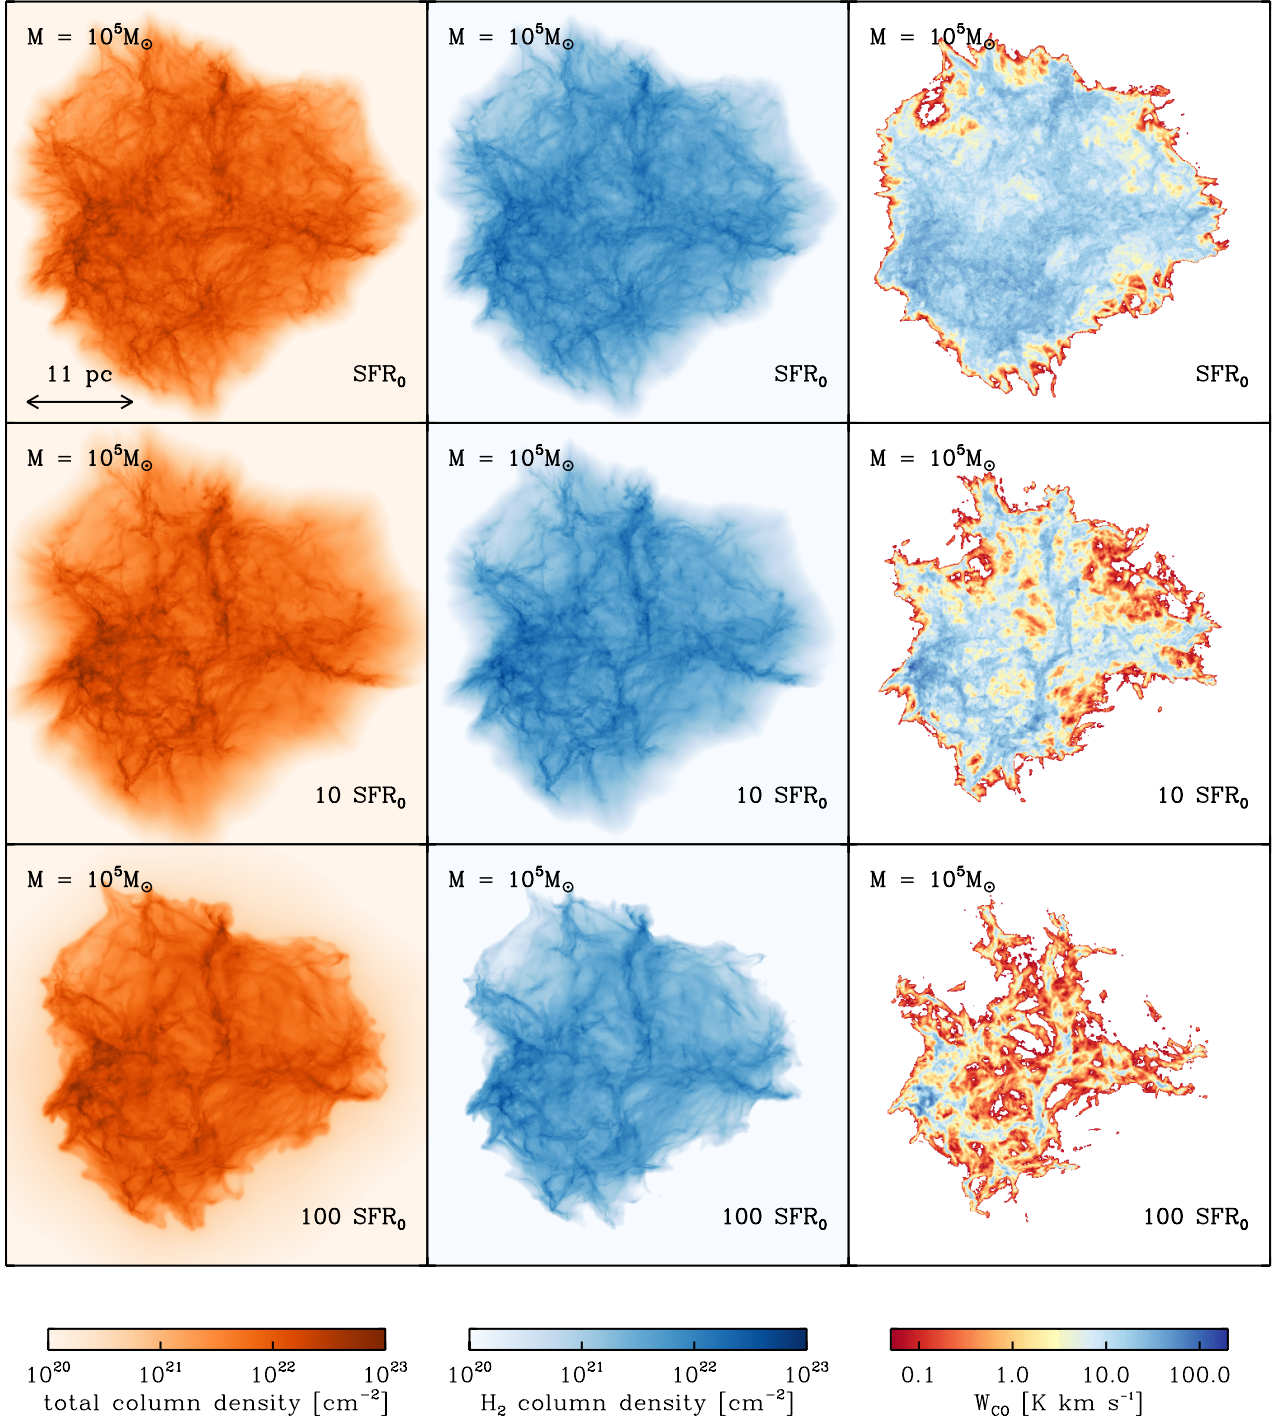 M = 10⁵M☉
11 pc
SFR₀
M = 10⁵M☉
SFR₀
M = 10⁵M☉
SFR₀
M = 10⁵M☉
10 SFR₀
M = 10⁵M☉
10 SFR₀
M = 10⁵M☉
10 SFR₀
M = 10⁵M☉
100 SFR₀
M = 10⁵M☉
100 SFR₀
M = 10⁵M☉
100 SFR₀
10²⁰ 10²¹ 10²² 10²³
total column density [cm⁻²]
10²⁰ 10²¹ 10²² 10²³
H₂ column density [cm⁻²]
0.1 1.0 10.0 100.0
W_CO [K km s⁻¹]